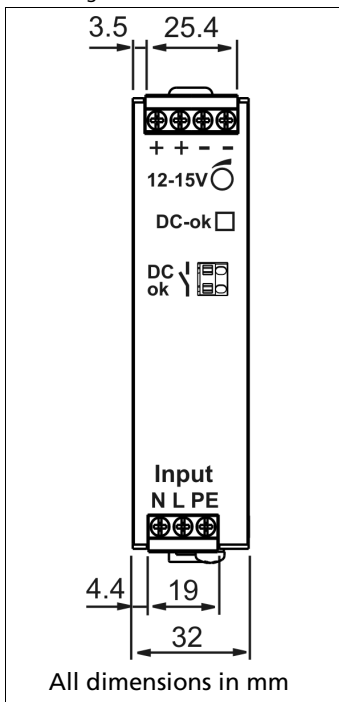 3.5 25.4
+ + - -
12-15V
DC-ok
DC
ok
Input
N L PE
4.4 19
32
All dimensions in mm